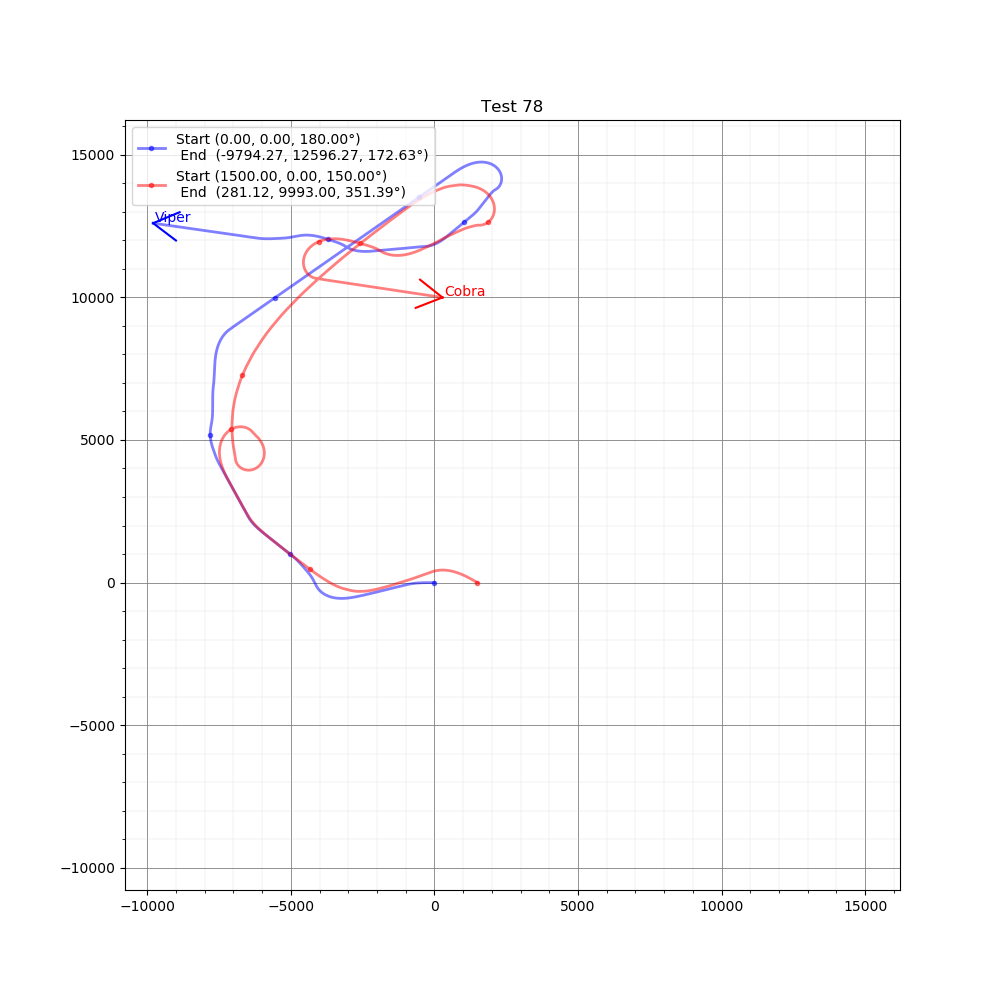 Test 78
Start (0.00, 0.00, 180.00°)
End  (-9794.27, 12596.27, 172.63°)
Start (1500.00, 0.00, 150.00°)
End  (281.12, 9993.00, 351.39°)
15000
Viper
10000
Cobra
5000
0
−5000
−10000
−10000 −5000 0 5000 10000 15000